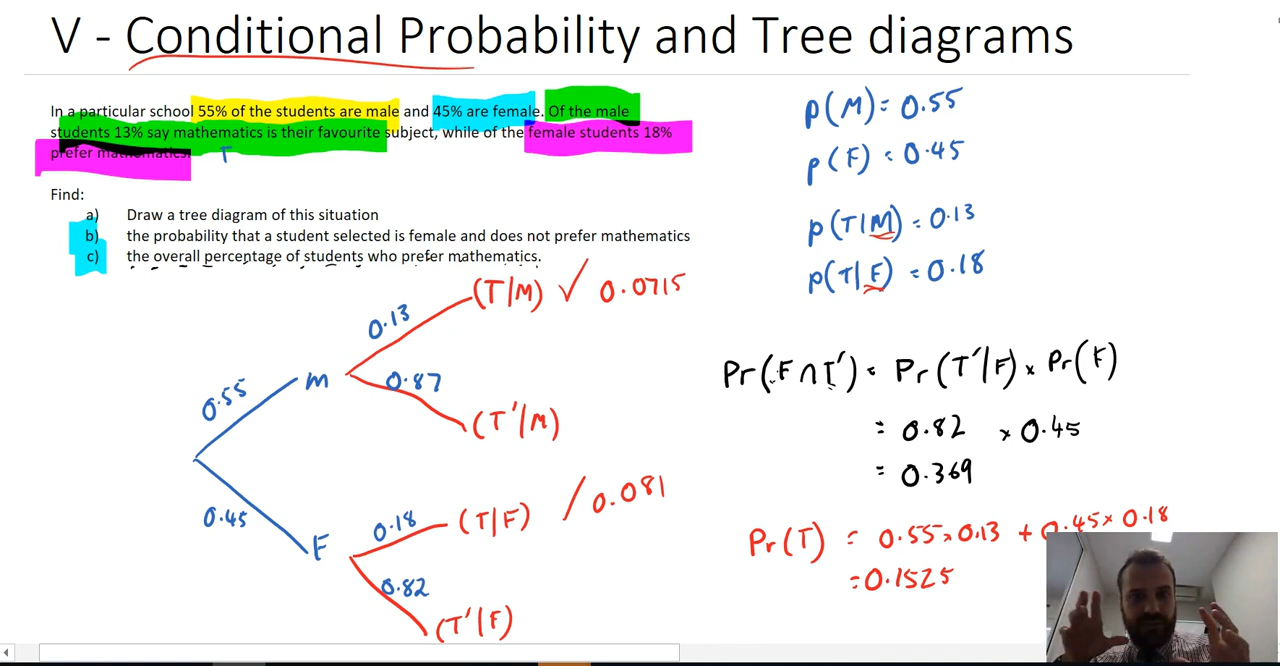 V - Conditional Probability and Tree diagrams
In a particular school 55% of the students are male and 45% are female. Of the male
students 13% say mathematics is their favourite subject, while of the female students 18%
prefer mathematics.
T
Find:
a) Draw a tree diagram of this situation
b) the probability that a student selected is female and does not prefer mathematics
c) the overall percentage of students who prefer mathematics.
p(M) = 0.55
p(F) = 0.45
p(T|M) = 0.13
p(T|F) = 0.18
0.55
M
0.13
(T|M) ✓ 0.0715
0.87
(T'|M)
0.45
F
0.18
(T|F) / 0.081
0.82
(T'|F)
Pr(F∩T') = Pr(T'|F) × Pr(F)
= 0.82 × 0.45
= 0.369
Pr(T) = 0.55 × 0.13 + 0.45 × 0.18
= 0.1525